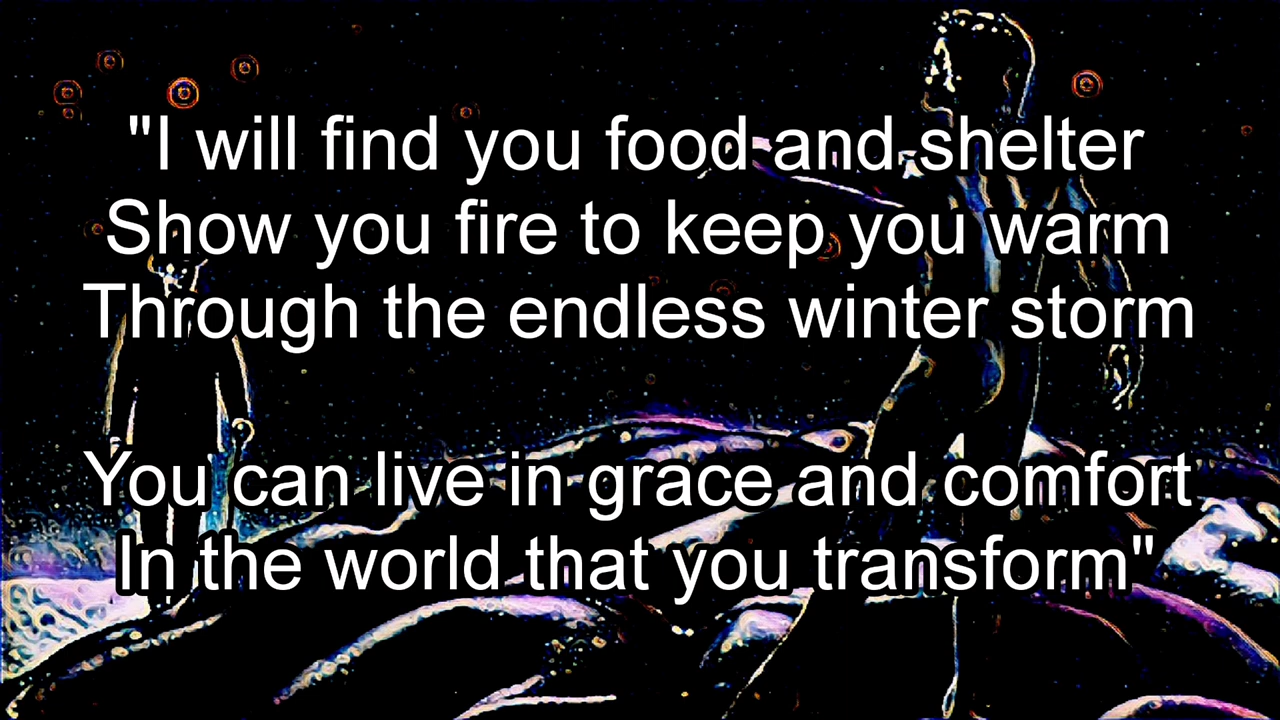 "I will find you food and shelter
Show you fire to keep you warm
Through the endless winter storm
You can live in grace and comfort
In the world that you transform"